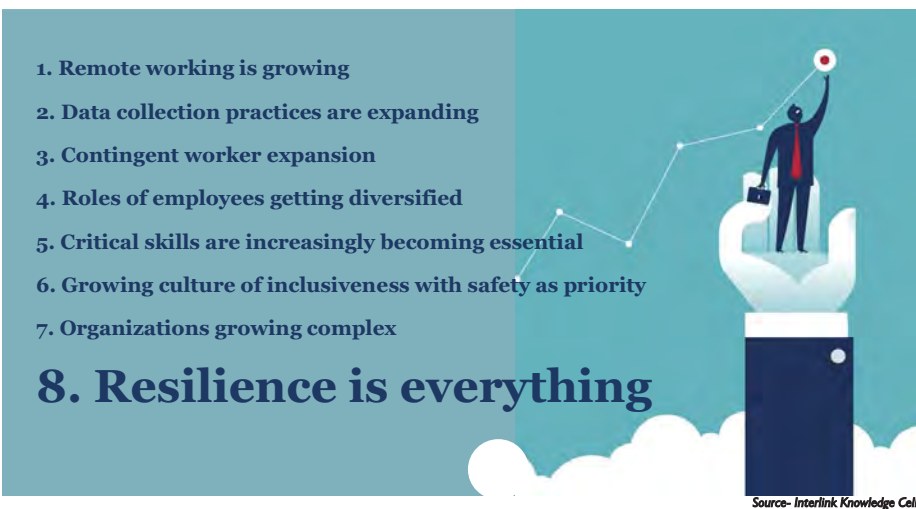 1. Remote working is growing
2. Data collection practices are expanding
3. Contingent worker expansion
4. Roles of employees getting diversified
5. Critical skills are increasingly becoming essential
6. Growing culture of inclusiveness with safety as priority
7. Organizations growing complex
8. Resilience is everything
Source- Interlink Knowledge Cell